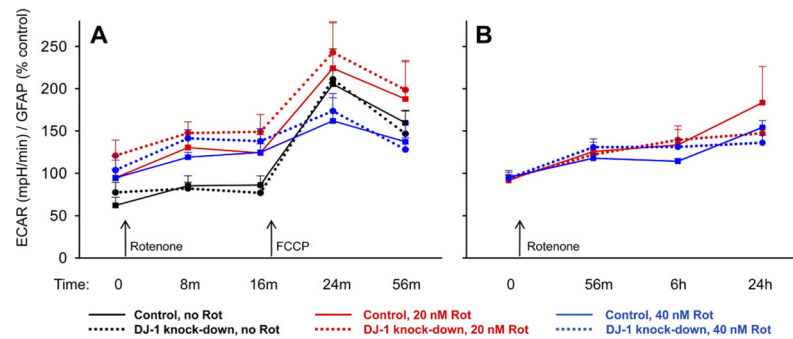 A
B
ECAR (mpH/min) / GFAP (% control)
250
200
150
100
50
0
Rotenone
FCCP
Rotenone
Time: 0 8m 16m 24m 56m 0 56m 6h 24h
Control, no Rot Control, 20 nM Rot Control, 40 nM Rot
DJ-1 knock-down, no Rot DJ-1 knock-down, 20 nM Rot DJ-1 knock-down, 40 nM Rot